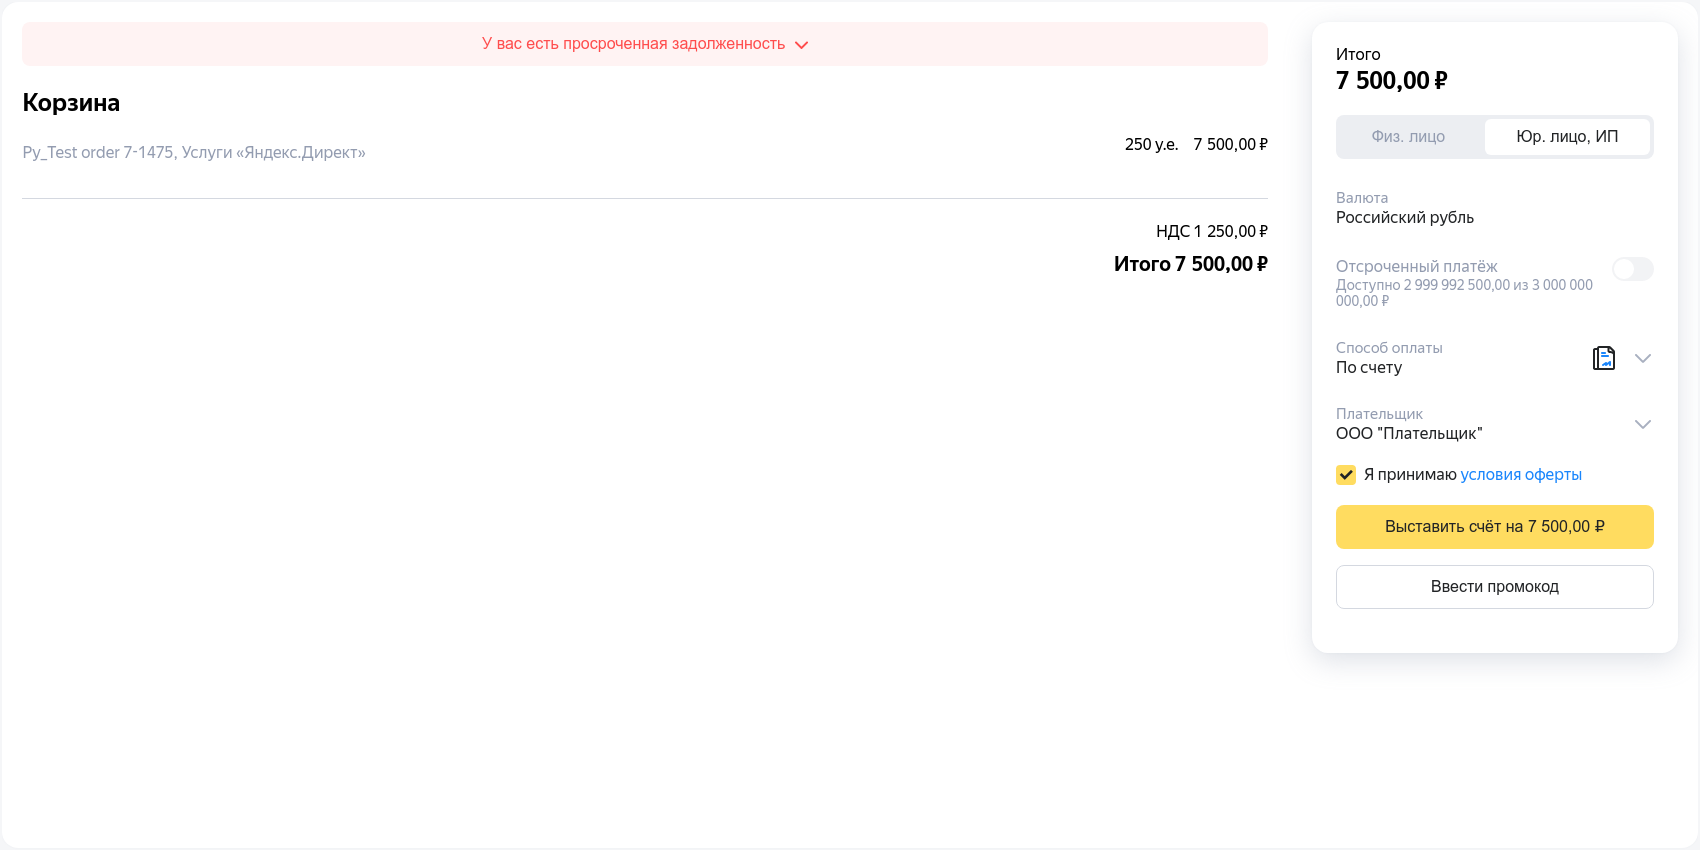 У вас есть просроченная задолженность
Корзина
Py_Test order 7-1475, Услуги «Яндекс.Директ»
250 у.е. 7 500,00 ₽
НДС 1 250,00 ₽
Итого 7 500,00 ₽
Итого
7 500,00 ₽
Физ. лицо
Юр. лицо, ИП
Валюта
Российский рубль
Отсроченный платёж
Доступно 2 999 992 500,00 из 3 000 000
000,00 ₽
Способ оплаты
По счету
Плательщик
ООО "Плательщик"
Я принимаю условия оферты
Выставить счёт на 7 500,00 ₽
Ввести промокод